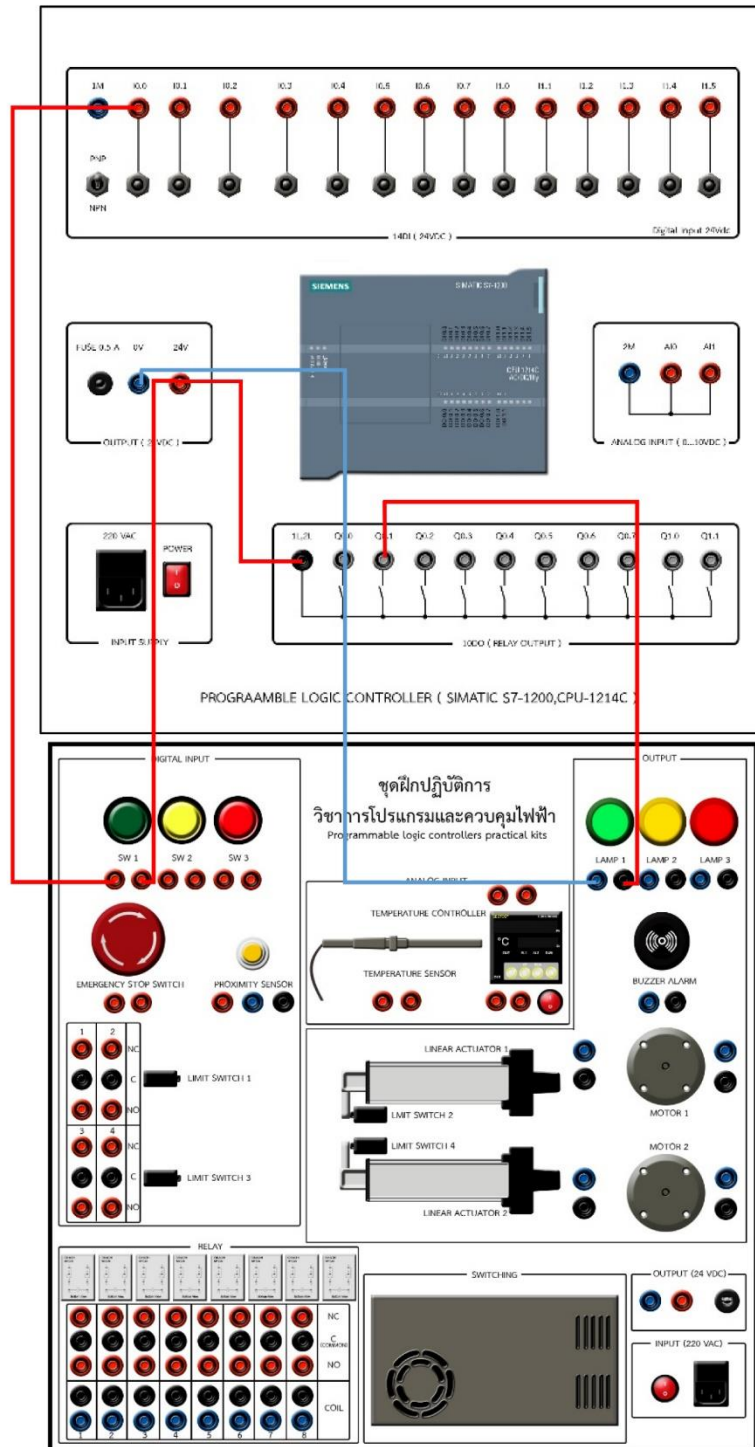 1M I0.0 I0.1 I0.2 I0.3 I0.4 I0.5 I0.6 I0.7 I1.0 I1.1 I1.2 I1.3 I1.4 I1.5
PNP
NPN
14DI ( 24VDC )
Digital Input 24Vdc
SIEMENS
SIMATIC S7-1200
CPU 1214C
AC/DC/Rly
FUSE 0.5 A 0V 24V
OUTPUT ( 24VDC )
2M AI0 AI1
ANALOG INPUT ( 0...10VDC )
220 VAC
POWER
INPUT SUPPLY
1L,2L Q0.0 Q0.1 Q0.2 Q0.3 Q0.4 Q0.5 Q0.6 Q0.7 Q1.0 Q1.1
10DO ( RELAY OUTPUT )
PROGRAAMBLE LOGIC CONTROLLER ( SIMATIC S7-1200,CPU-1214C )
DIGITAL INPUT
SW 1 SW 2 SW 3
EMERGENCY STOP SWITCH
PROXIMITY SENSOR
1 2
NC
C
NO
LIMIT SWITCH 1
3 4
NC
C
NO
LIMIT SWITCH 3
ชุดฝึกปฏิบัติการ
วิชาการโปรแกรมและควบคุมไฟฟ้า
Programmable logic controllers practical kits
OUTPUT
LAMP 1 LAMP 2 LAMP 3
BUZZER ALARM
ANALOG INPUT
TEMPERATURE CONTROLLER
°C
TEMPERATURE SENSOR
LINEAR ACTUATOR 1
LMIT SWITCH 2
LIMIT SWITCH 4
LINEAR ACTUATOR 2
MOTOR 1
MOTOR 2
RELAY
NC
C
(COMMON)
NO
COIL
1 2 3 4 5 6 7 8
SWITCHING
OUTPUT (24 VDC)
INPUT (220 VAC)